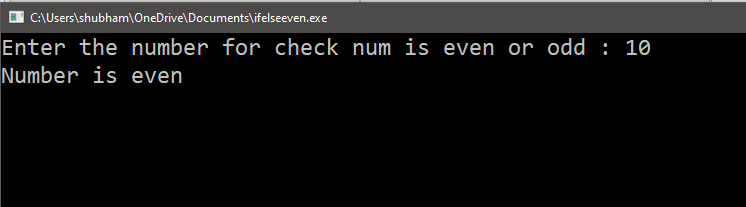 C:\Users\shubham\OneDrive\Documents\ifelseeven.exe
Enter the number for check num is even or odd : 10
Number is even